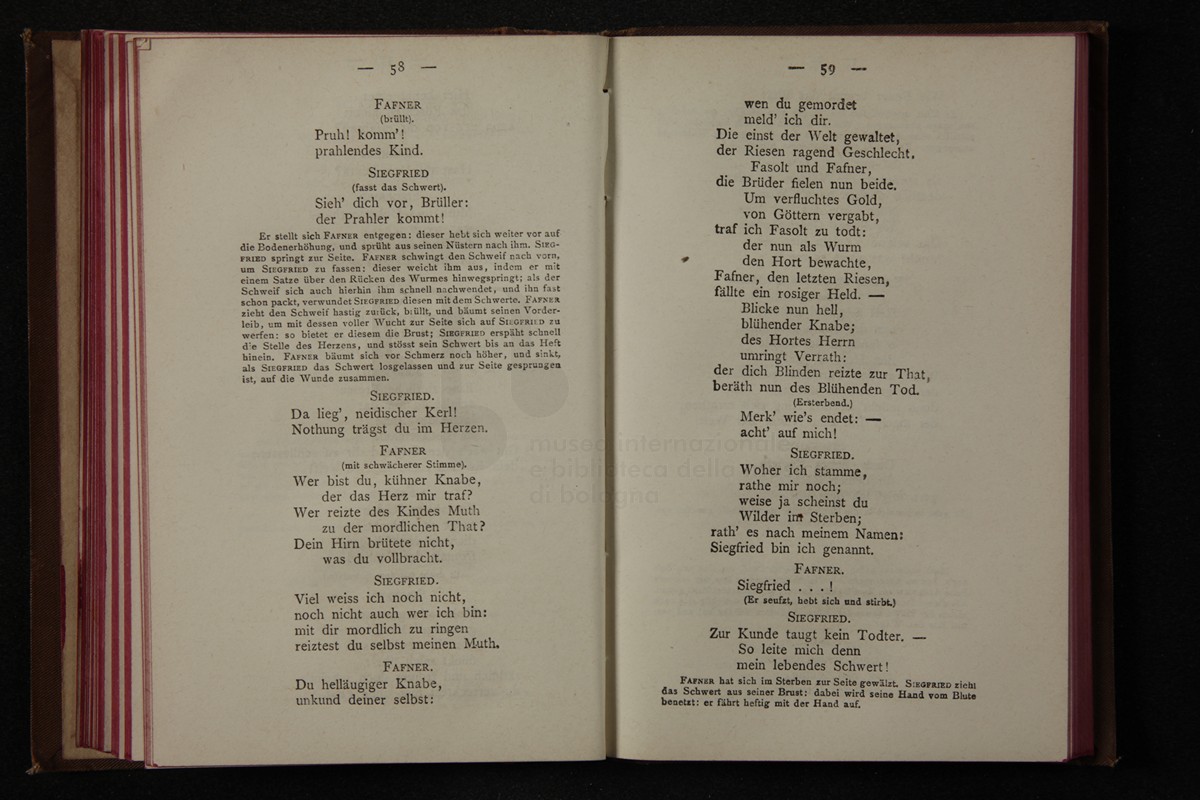 — 58 —
FAFNER
(brüllt).
Pruh! komm'!
prahlendes Kind.
SIEGFRIED
(fasst das Schwert).
Sieh' dich vor, Brüller:
der Prahler kommt!
Er stellt sich FAFNER entgegen: dieser hebt sich weiter vor auf
die Bodenerhöhung, und sprüht aus seinen Nüstern nach ihm. SIEG-
FRIED springt zur Seite. FAFNER schwingt den Schweif nach vorn,
um SIEGFRIED zu fassen: dieser weicht ihm aus, indem er mit
einem Satze über den Rücken des Wurmes hinwegspringt; als der
Schweif sich auch hierhin ihm schnell nachwendet, und ihn fast
schon packt, verwundet SIEGFRIED diesen mit dem Schwerte. FAFNER
zieht den Schweif hastig zurück, brüllt, und bäumt seinen Vorder-
leib, um mit dessen voller Wucht zur Seite sich auf SIEGFRIED zu
werfen: so bietet er diesem die Brust; SIEGFRIED erspäht schnell
die Stelle des Herzens, und stösst sein Schwert bis an das Heft
hinein. FAFNER bäumt sich vor Schmerz noch höher, und sinkt,
als SIEGFRIED das Schwert losgelassen und zur Seite gesprungen
ist, auf die Wunde zusammen.
SIEGFRIED.
Da lieg', neidischer Kerl!
Nothung trägst du im Herzen.
FAFNER
(mit schwächerer Stimme).
Wer bist du, kühner Knabe,
der das Herz mir traf?
Wer reizte des Kindes Muth
zu der mordlichen That?
Dein Hirn brütete nicht,
was du vollbracht.
SIEGFRIED.
Viel weiss ich noch nicht,
noch nicht auch wer ich bin:
mit dir mordlich zu ringen
reiztest du selbst meinen Muth.
FAFNER.
Du helläugiger Knabe,
unkund deiner selbst:
— 59 —
wen du gemordet
meld' ich dir.
Die einst der Welt gewaltet,
der Riesen ragend Geschlecht,
Fasolt und Fafner,
die Brüder fielen nun beide.
Um verfluchtes Gold,
von Göttern vergabt,
traf ich Fasolt zu todt:
der nun als Wurm
den Hort bewachte,
Fafner, den letzten Riesen,
fällte ein rosiger Held. —
Blicke nun hell,
blühender Knabe;
des Hortes Herrn
umringt Verrath:
der dich Blinden reizte zur That,
beräth nun des Blühenden Tod.
(Ersterbend.)
Merk' wie's endet: —
acht' auf mich!
SIEGFRIED.
Woher ich stamme,
rathe mir noch;
weise ja scheinst du
Wilder im Sterben;
rath' es nach meinem Namen:
Siegfried bin ich genannt.
FAFNER.
Siegfried . . . !
(Er seufzt, hebt sich und stirbt.)
SIEGFRIED.
Zur Kunde taugt kein Todter. —
So leite mich denn
mein lebendes Schwert!
FAFNER hat sich im Sterben zur Seite gewälzt. SIEGFRIED zieht
das Schwert aus seiner Brust: dabei wird seine Hand vom Blute
benetzt: er fährt heftig mit der Hand auf.
museo internazionale
e biblioteca della
di bologna